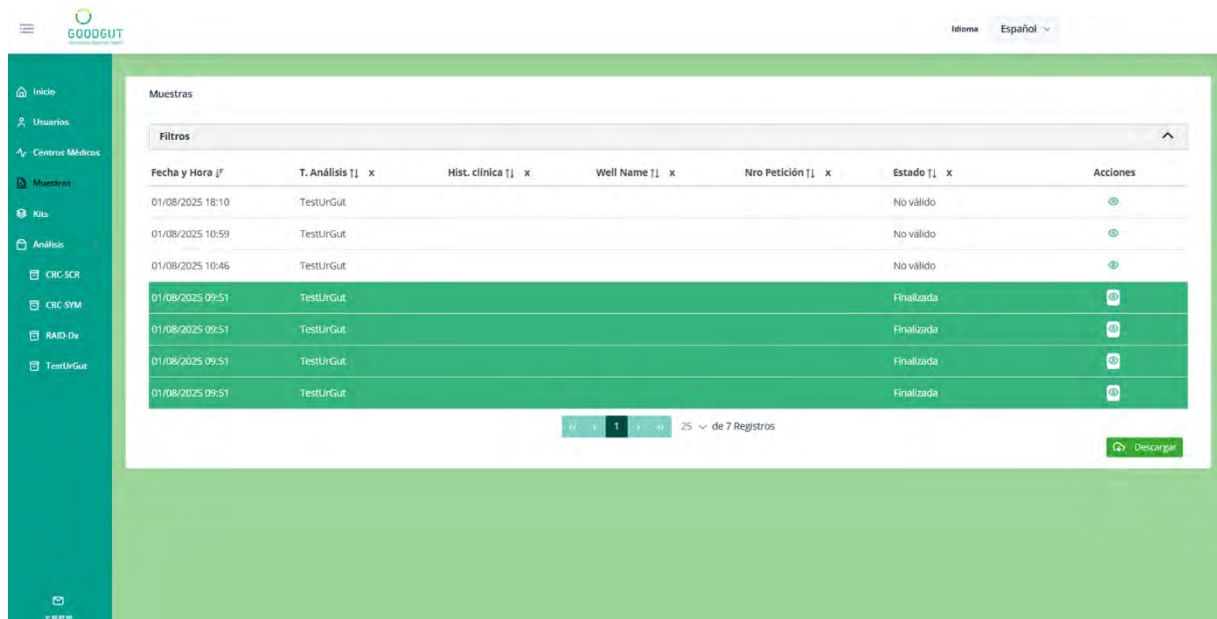 GOODGUT
Idioma Español
Inicio
Usuarios
Centros Médicos
Muestras
Kits
Análisis
CRC-SCR
CRC-SYM
RAID-Dx
TestUrGut
Muestras
Filtros
Fecha y Hora T. Análisis x Hist. clínica x Well Name x Nro Petición x Estado x Acciones
01/08/2025 18:10 TestUrGut No válido
01/08/2025 10:59 TestUrGut No válido
01/08/2025 10:46 TestUrGut No válido
01/08/2025 09:51 TestUrGut Finalizada
01/08/2025 09:51 TestUrGut Finalizada
01/08/2025 09:51 TestUrGut Finalizada
01/08/2025 09:51 TestUrGut Finalizada
« ‹ 1 › » 25 de 7 Registros
Descargar